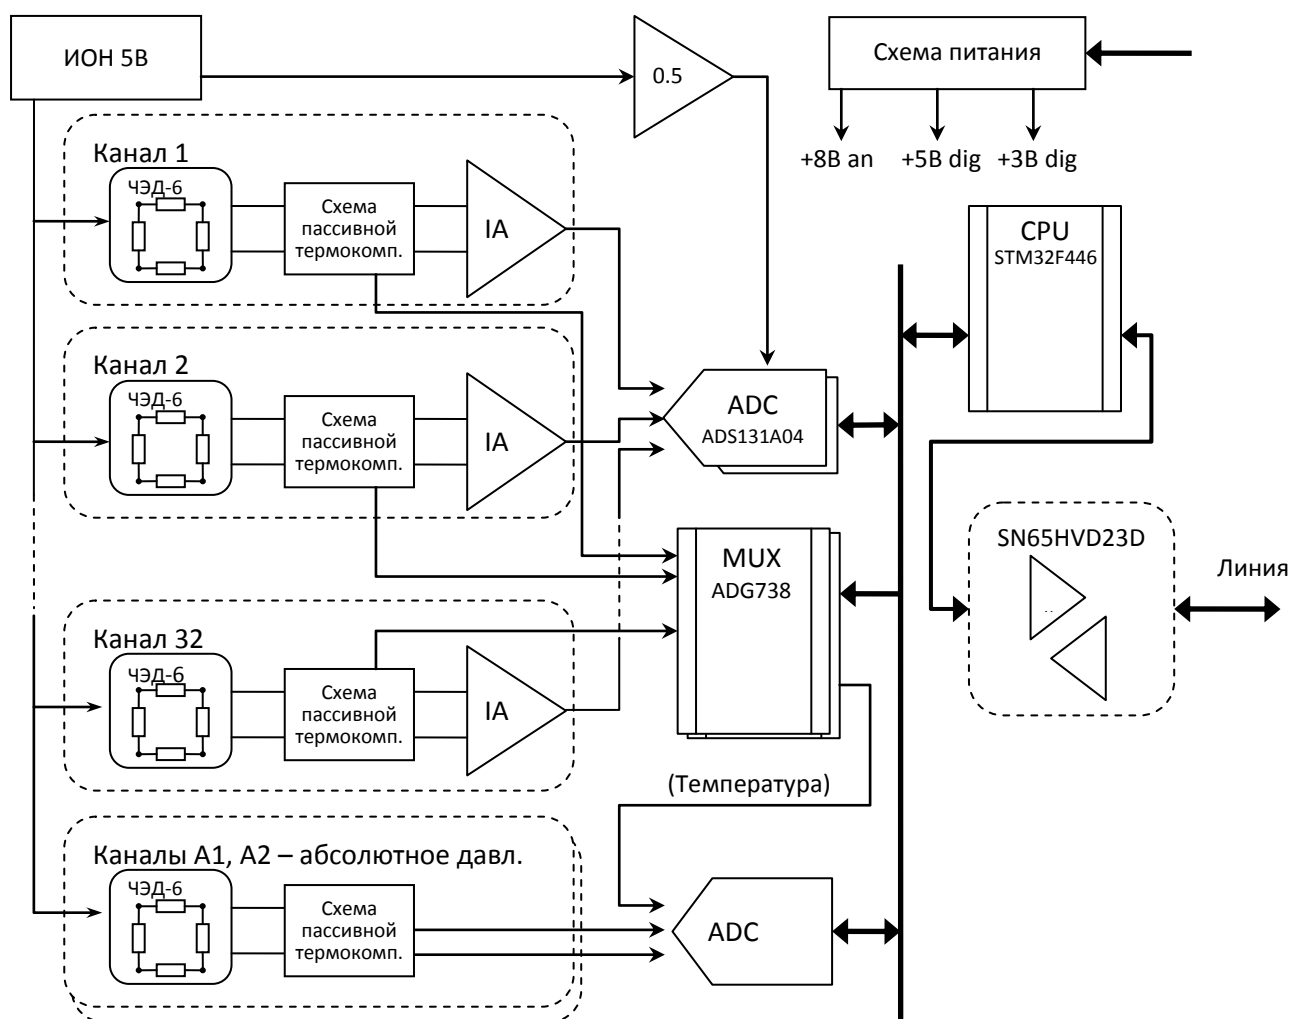 ИОН 5В
0.5
Схема питания
+8В an
+5В dig
+3В dig
Канал 1
ЧЭД-6
Схема
пассивной
термокомп.
IA
CPU
STM32F446
Канал 2
ЧЭД-6
Схема
пассивной
термокомп.
IA
ADC
ADS131A04
MUX
ADG738
SN65HVD23D
..
Линия
Канал 32
ЧЭД-6
Схема
пассивной
термокомп.
IA
(Температура)
Каналы А1, А2 – абсолютное давл.
ЧЭД-6
Схема
пассивной
термокомп.
ADC